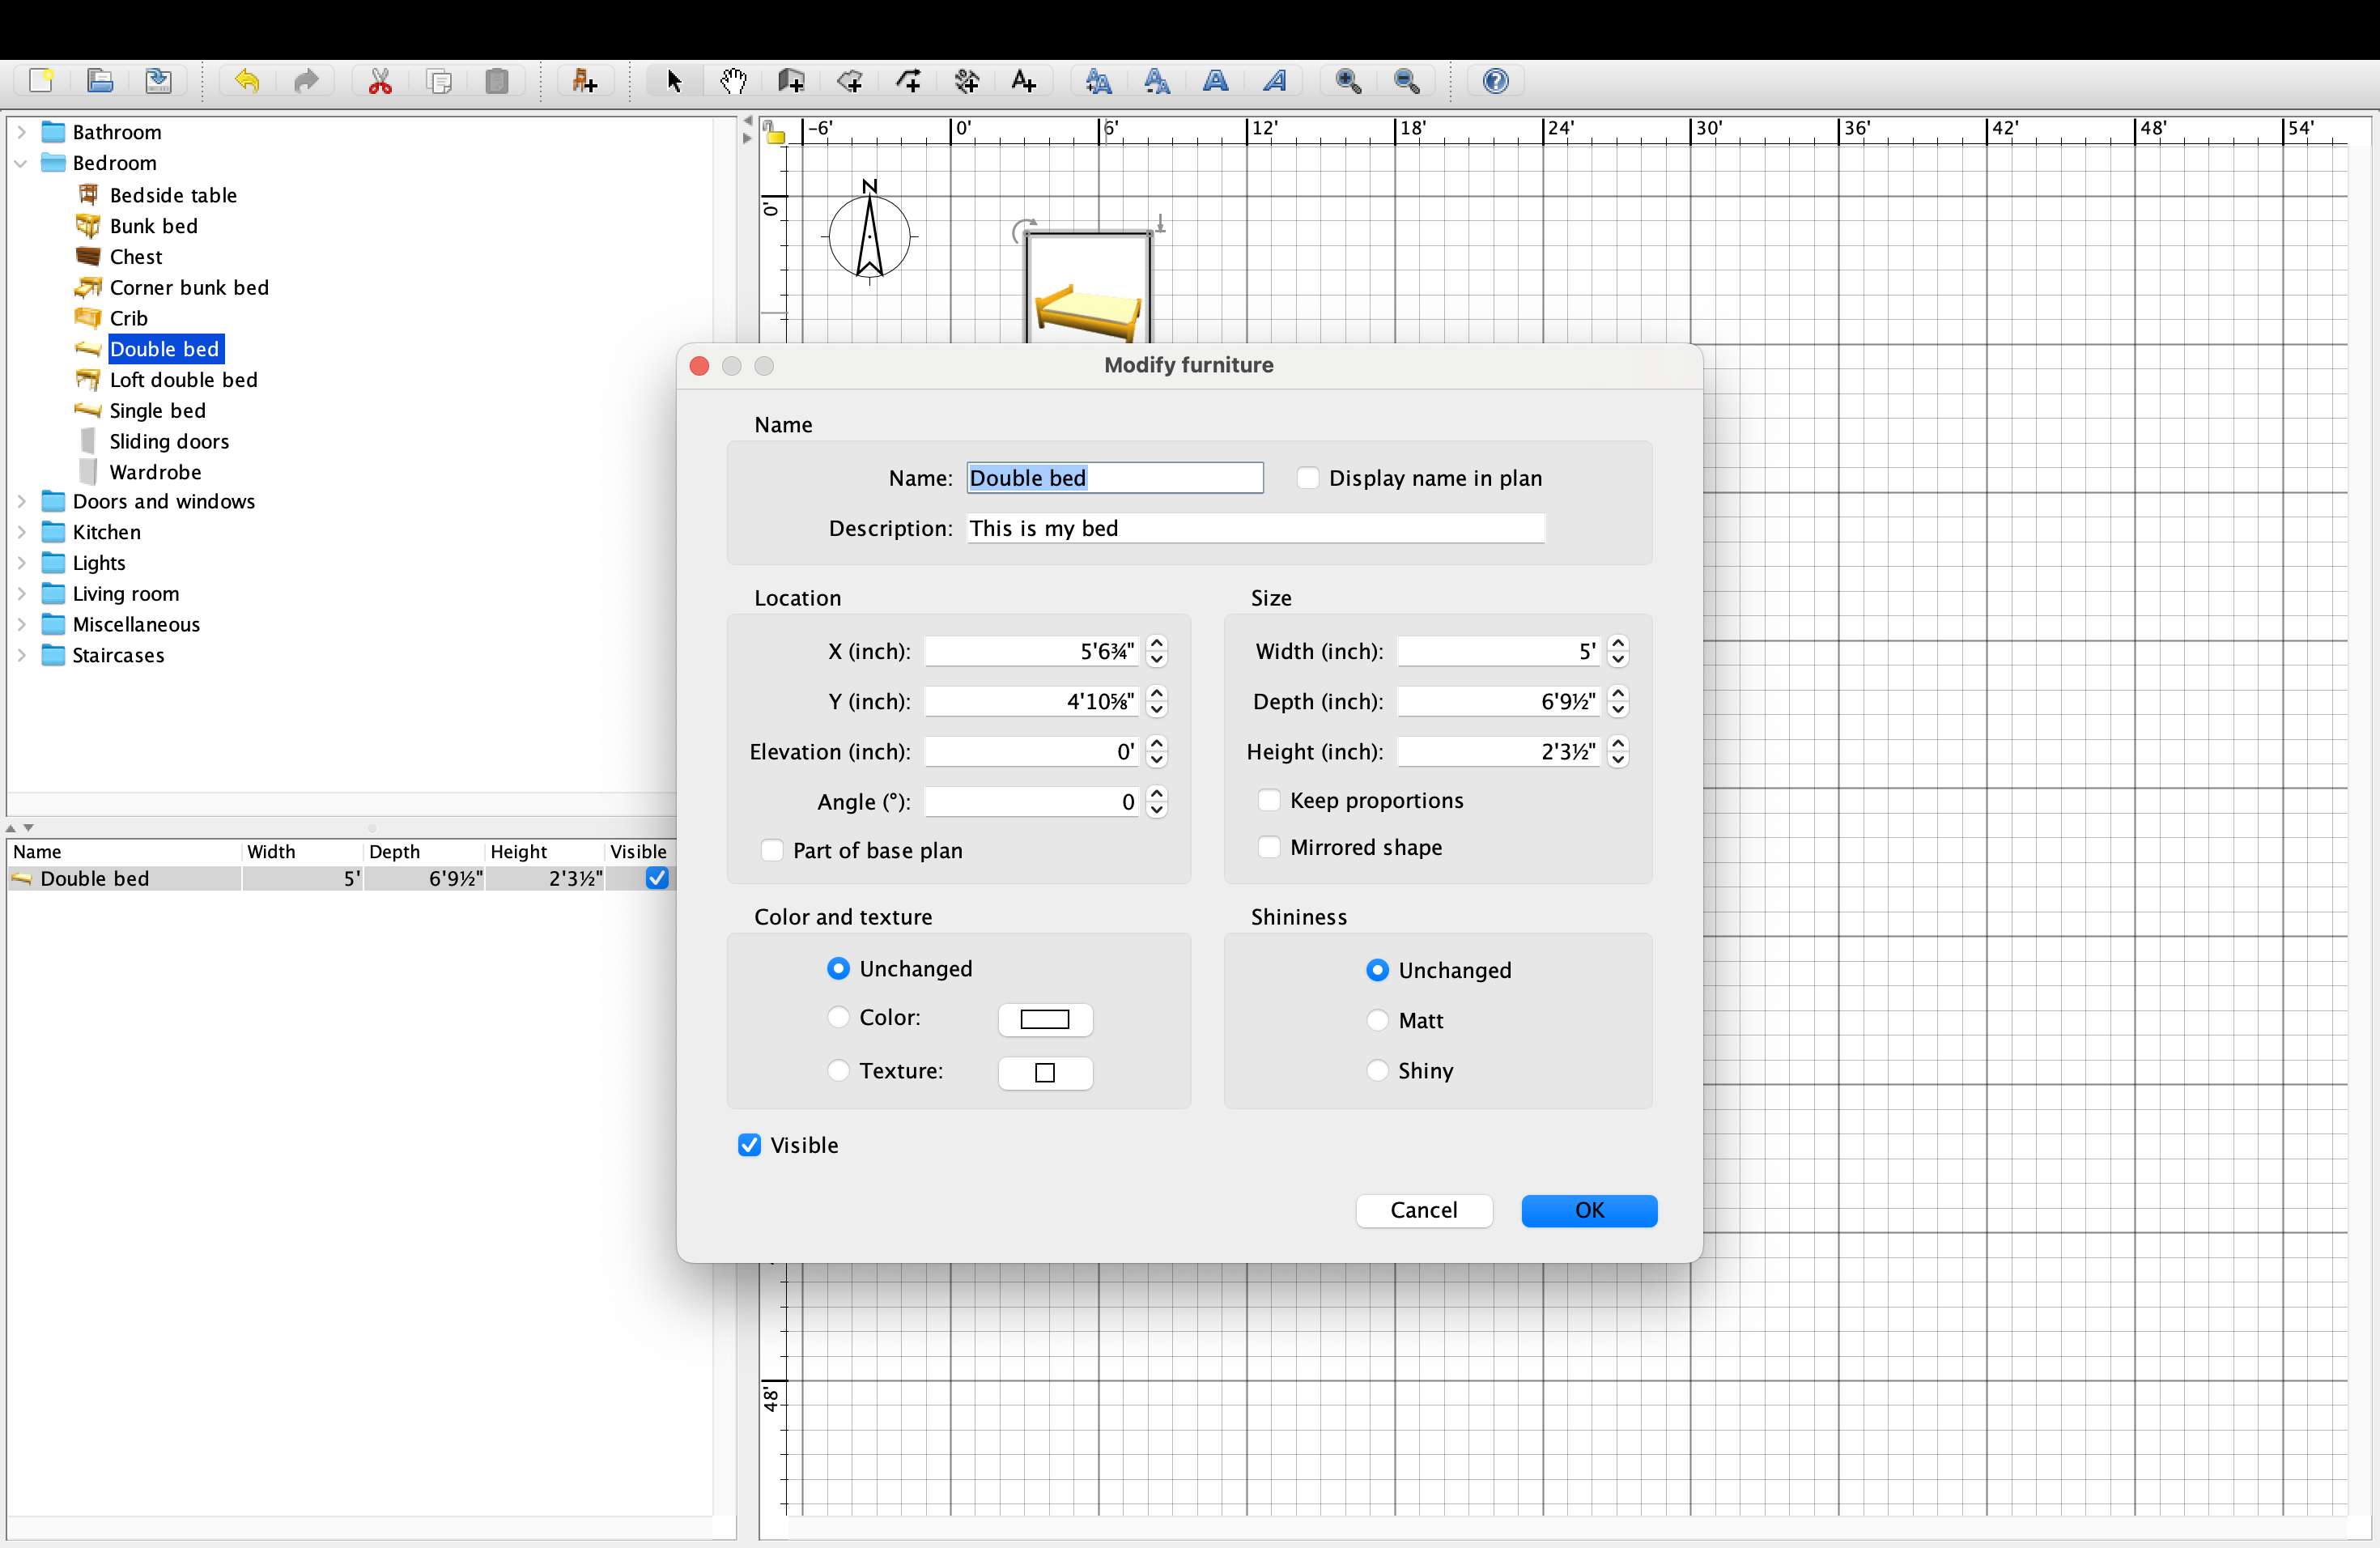 -6' 0' 6' 12' 18' 24' 30' 36' 42' 48' 54'
Bathroom
Bedroom
Bedside table
Bunk bed
Chest
Corner bunk bed
Crib
Double bed
Loft double bed
Single bed
Sliding doors
Wardrobe
Doors and windows
Kitchen
Lights
Living room
Miscellaneous
Staircases
Name Width Depth Height Visible
Double bed 5' 6'9½" 2'3½"
0'
N
48'
Modify furniture
Name
Name: Double bed Display name in plan
Description: This is my bed
Location
X (inch): 5'6¾"
Y (inch): 4'10⅝"
Elevation (inch): 0'
Angle (°): 0
Part of base plan
Size
Width (inch): 5'
Depth (inch): 6'9½"
Height (inch): 2'3½"
Keep proportions
Mirrored shape
Color and texture
Unchanged
Color:
Texture:
Shininess
Unchanged
Matt
Shiny
Visible
Cancel OK